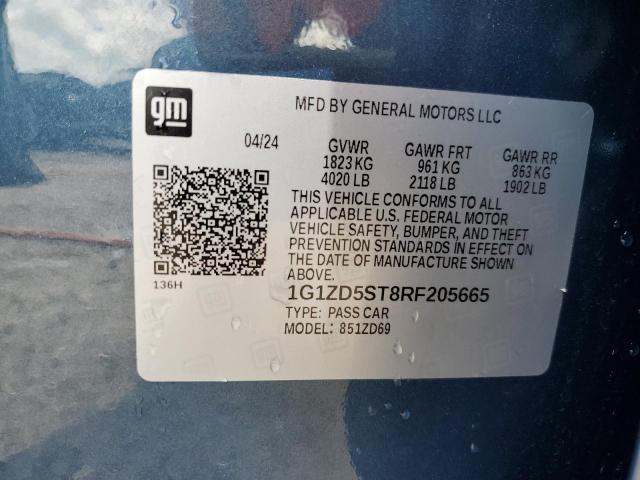 gm
MFD BY GENERAL MOTORS LLC
04/24 GVWR GAWR FRT GAWR RR
1823 KG 961 KG 863 KG
4020 LB 2118 LB 1902 LB
THIS VEHICLE CONFORMS TO ALL
APPLICABLE U.S. FEDERAL MOTOR
VEHICLE SAFETY, BUMPER, AND THEFT
PREVENTION STANDARDS IN EFFECT ON
THE DATE OF MANUFACTURE SHOWN
ABOVE.
136H
1G1ZD5ST8RF205665
TYPE: PASS CAR
MODEL: 851ZD69